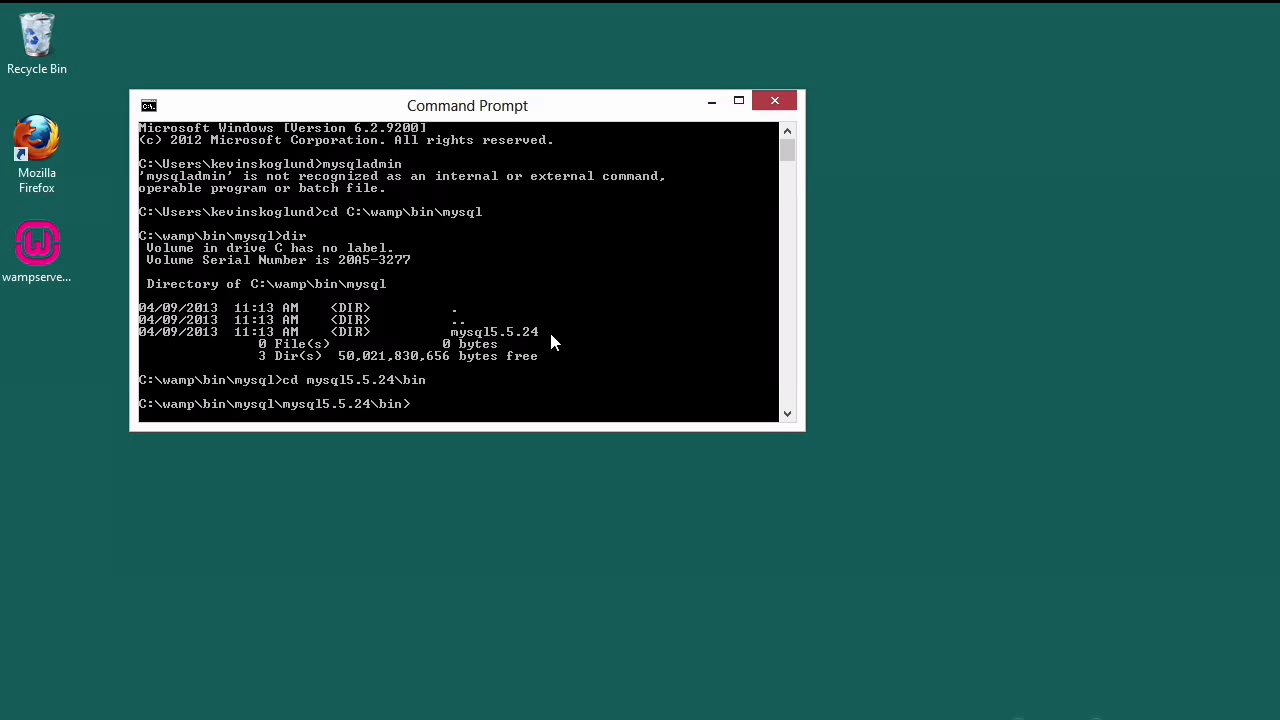 Recycle Bin
Mozilla
Firefox
wampserve...
Command Prompt
Microsoft Windows [Version 6.2.9200]
(c) 2012 Microsoft Corporation. All rights reserved.
C:\Users\kevinskoglund>mysqladmin
'mysqladmin' is not recognized as an internal or external command,
operable program or batch file.
C:\Users\kevinskoglund>cd C:\wamp\bin\mysql
C:\wamp\bin\mysql>dir
Volume in drive C has no label.
Volume Serial Number is 20A5-3277
Directory of C:\wamp\bin\mysql
04/09/2013  11:13 AM    <DIR>          .
04/09/2013  11:13 AM    <DIR>          ..
04/09/2013  11:13 AM    <DIR>          mysql5.5.24
0 File(s)              0 bytes
3 Dir(s)  50,021,830,656 bytes free
C:\wamp\bin\mysql>cd mysql5.5.24\bin
C:\wamp\bin\mysql\mysql5.5.24\bin>